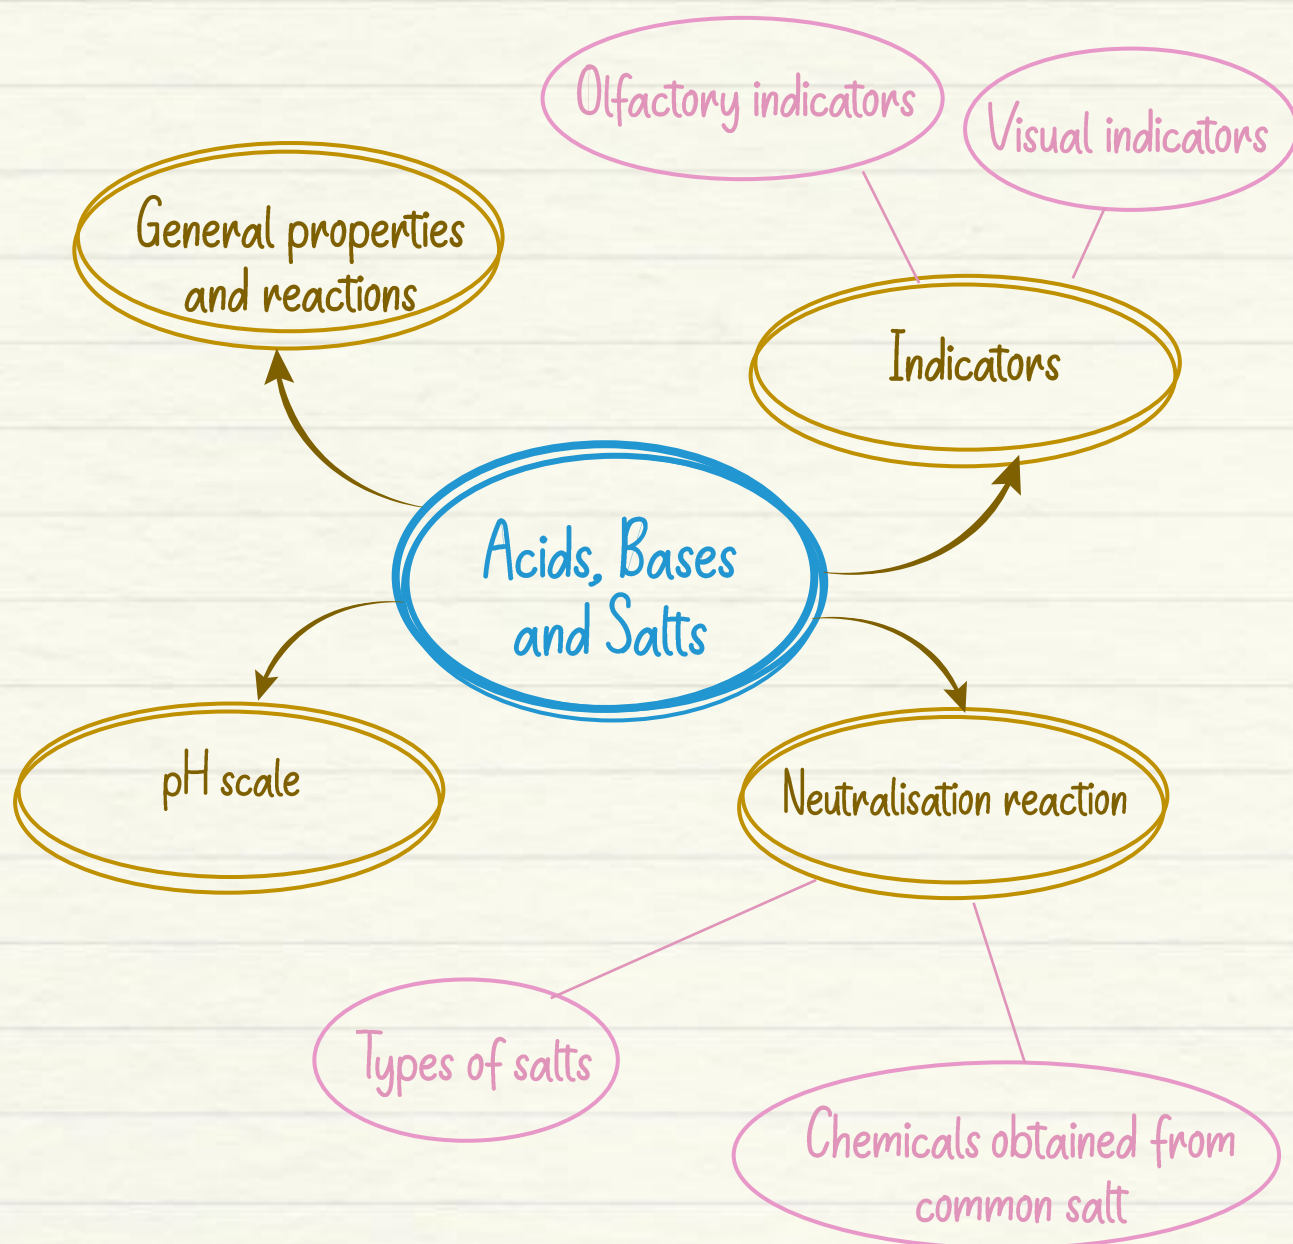 Olfactory indicators
Visual indicators
General properties
and reactions
Indicators
Acids, Bases
and Salts
pH scale
Neutralisation reaction
Types of salts
Chemicals obtained from
common salt